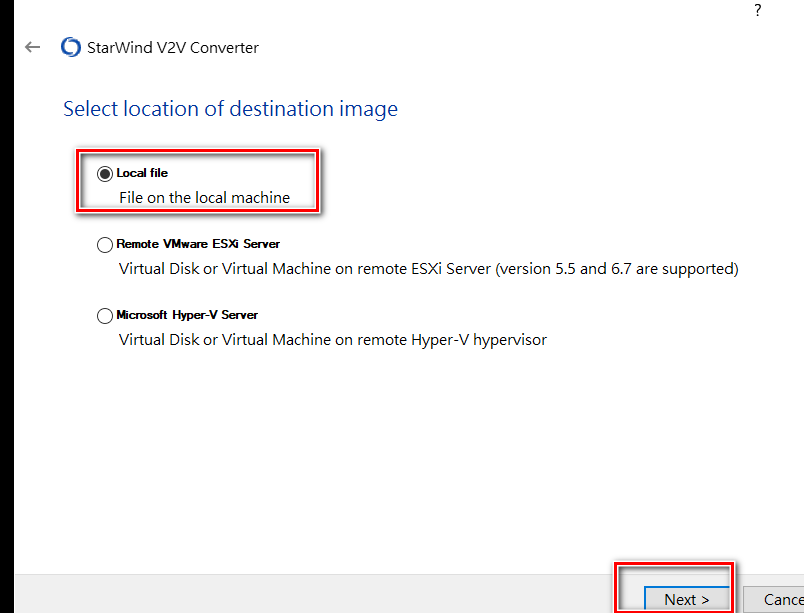 ?
StarWind V2V Converter
Select location of destination image
Local file
File on the local machine
Remote VMware ESXi Server
Virtual Disk or Virtual Machine on remote ESXi Server (version 5.5 and 6.7 are supported)
Microsoft Hyper-V Server
Virtual Disk or Virtual Machine on remote Hyper-V hypervisor
Next > Cance